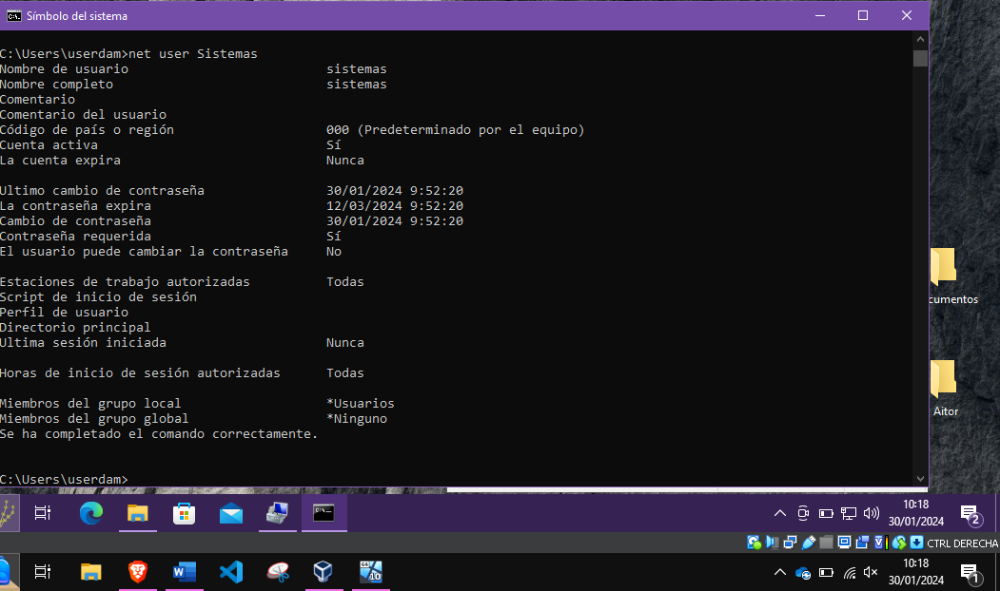 Símbolo del sistema
C:\Users\userdam>net user Sistemas
Nombre de usuario sistemas
Nombre completo sistemas
Comentario
Comentario del usuario
Código de país o región 000 (Predeterminado por el equipo)
Cuenta activa Sí
La cuenta expira Nunca
Ultimo cambio de contraseña 30/01/2024 9:52:20
La contraseña expira 12/03/2024 9:52:20
Cambio de contraseña 30/01/2024 9:52:20
Contraseña requerida Sí
El usuario puede cambiar la contraseña No
Estaciones de trabajo autorizadas Todas
Script de inicio de sesión
Perfil de usuario
Directorio principal
Ultima sesión iniciada Nunca
Horas de inicio de sesión autorizadas Todas
Miembros del grupo local *Usuarios
Miembros del grupo global *Ninguno
Se ha completado el comando correctamente.
C:\Users\userdam>
cumentos
Aitor
10:18
30/01/2024
2
CTRL DERECHA
10:18
30/01/2024
1